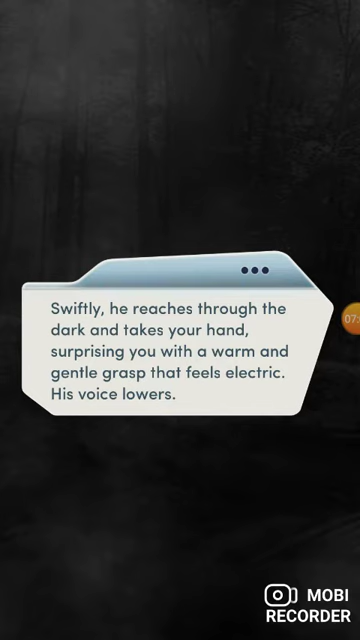 Swiftly, he reaches through the
dark and takes your hand,
surprising you with a warm and
gentle grasp that feels electric.
His voice lowers.
07:
MOBI
RECORDER